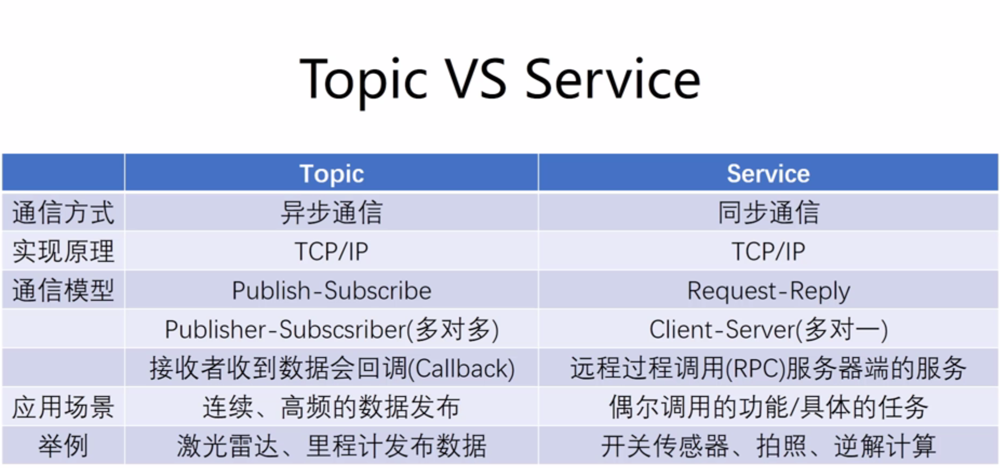 Topic VS Service
Topic Service
通信方式 异步通信 同步通信
实现原理 TCP/IP TCP/IP
通信模型 Publish-Subscribe Request-Reply
Publisher-Subscsriber(多对多) Client-Server(多对一)
接收者收到数据会回调(Callback) 远程过程调用(RPC)服务器端的服务
应用场景 连续、高频的数据发布 偶尔调用的功能/具体的任务
举例 激光雷达、里程计发布数据 开关传感器、拍照、逆解计算